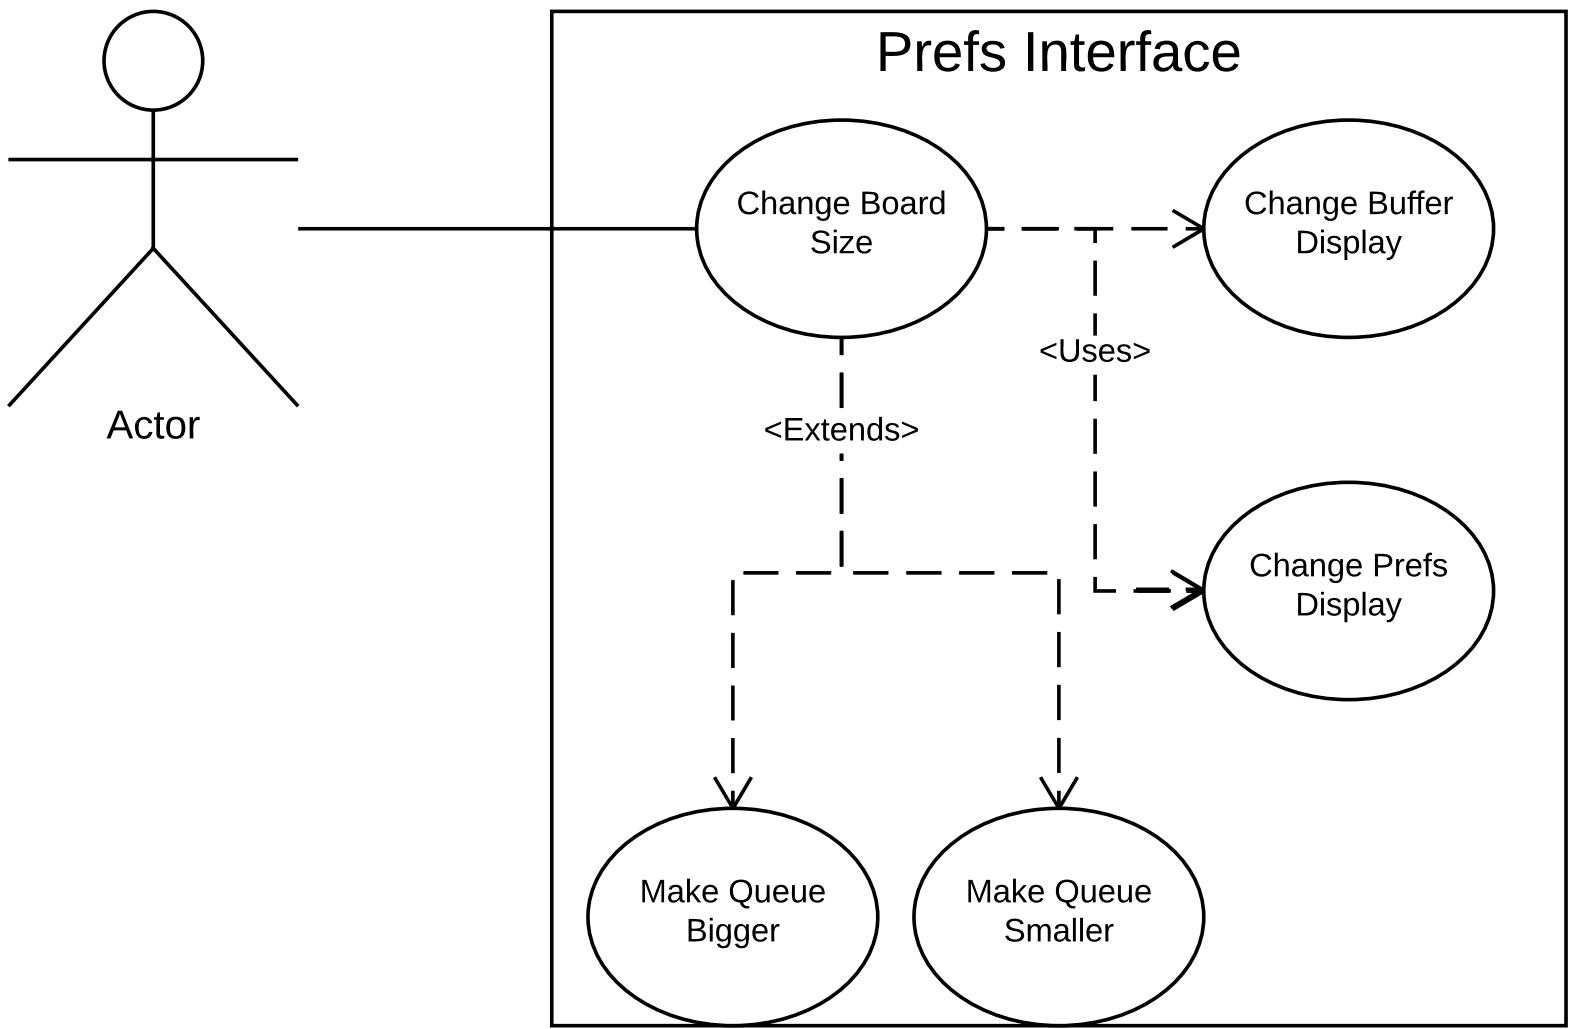 Prefs Interface
Change Board
Size
Change Buffer
Display
<Uses>
<Extends>
Actor
Change Prefs
Display
Make Queue
Bigger
Make Queue
Smaller